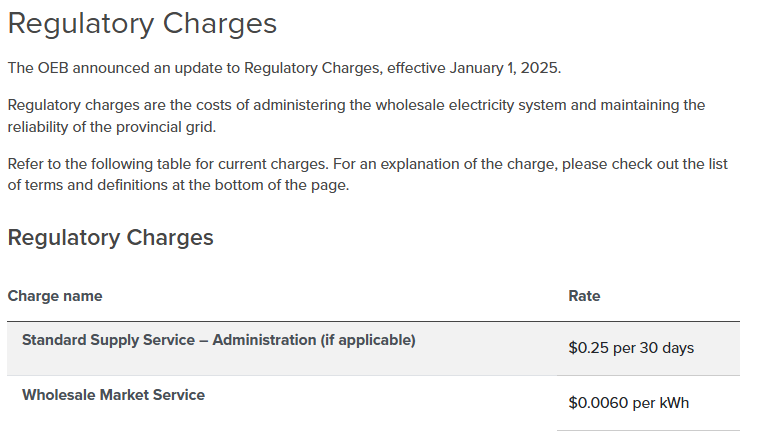 Regulatory Charges
The OEB announced an update to Regulatory Charges, effective January 1, 2025.
Regulatory charges are the costs of administering the wholesale electricity system and maintaining the
reliability of the provincial grid.
Refer to the following table for current charges. For an explanation of the charge, please check out the list
of terms and definitions at the bottom of the page.
Regulatory Charges
Charge name Rate
Standard Supply Service – Administration (if applicable) $0.25 per 30 days
Wholesale Market Service $0.0060 per kWh